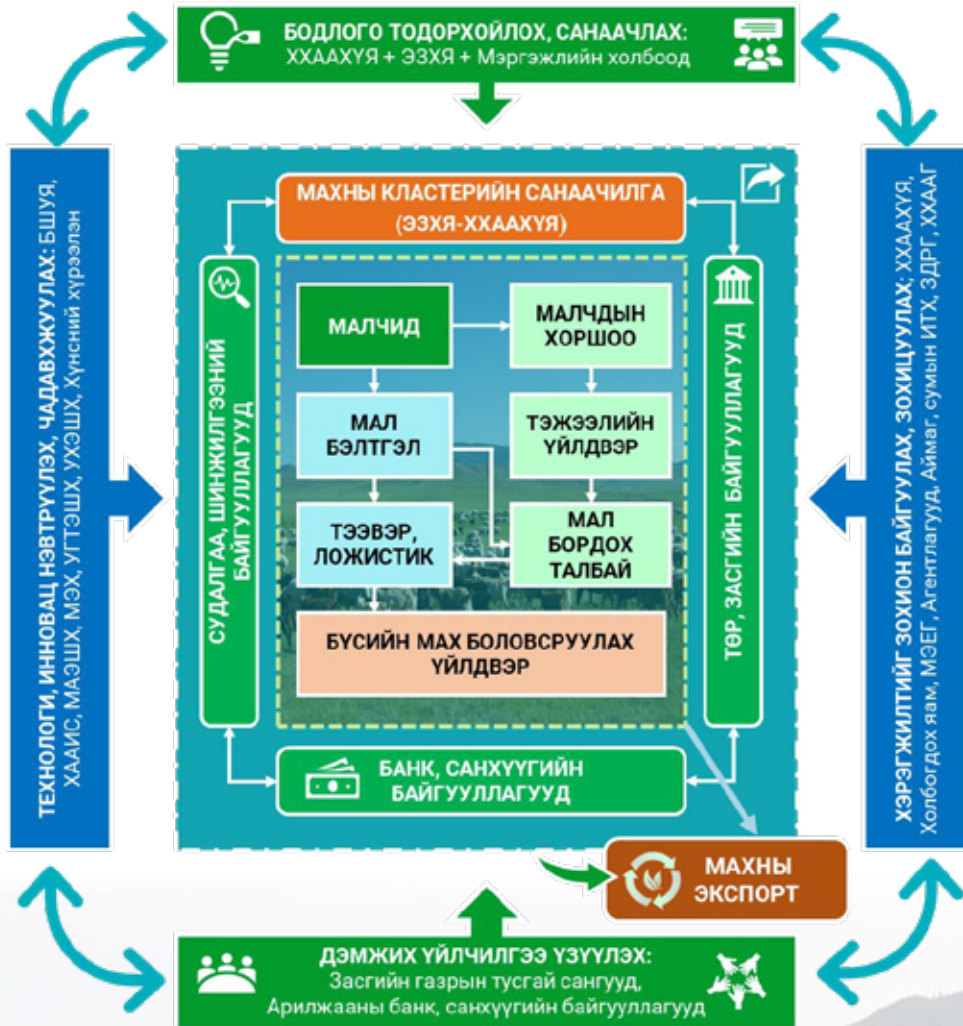 БОДЛОГО ТОДОРХОЙЛОХ, САНААЧЛАХ:
ХХААХҮЯ + ЭЗХЯ + Мэргэжлийн холбоод
ТЕХНОЛОГИ, ИННОВАЦ НЭВТРҮҮЛЭХ, ЧАДАВХЖУУЛАХ: БШУЯ,
ХААИС, МАЭШХ, МЭХ, УГТЭШХ, УХЭШХ, Хүнсний хүрээлэн
МАХНЫ КЛАСТЕРИЙН САНААЧИЛГА
(ЭЗХЯ-ХХААХҮЯ)
СУДАЛГАА, ШИНЖИЛГЭЭНИЙ
БАЙГУУЛЛАГУУД
МАЛЧИД
МАЛЧДЫН
ХОРШОО
МАЛ
БЭЛТГЭЛ
ТЭЖЭЭЛИЙН
ҮЙЛДВЭР
ТЭЭВЭР,
ЛОЖИСТИК
МАЛ
БОРДОХ
ТАЛБАЙ
БҮСИЙН МАХ БОЛОВСРУУЛАХ
ҮЙЛДВЭР
ТӨР, ЗАСГИЙН БАЙГУУЛЛАГУУД
БАНК, САНХҮҮГИЙН
БАЙГУУЛЛАГУУД
ХЭРЭГЖИЛТИЙГ ЗОХИОН БАЙГУУЛАХ, ЗОХИЦУУЛАХ: ХХААХҮЯ,
Холбогдох яам, МЭЕГ, Агентлагууд, Аймаг, сумын ИТХ, ЗДРГ, ХХААГ
МАХНЫ
ЭКСПОРТ
ДЭМЖИХ ҮЙЛЧИЛГЭЭ ҮЗҮҮЛЭХ:
Засгийн газрын тусгай сангууд,
Арилжааны банк, санхүүгийн байгууллагууд